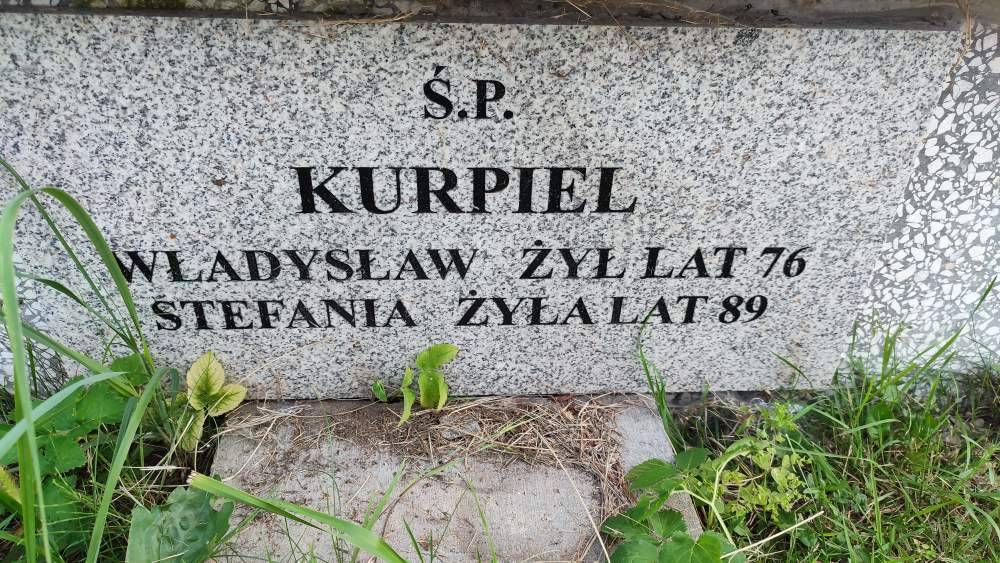 Ś.P.
KURPIEL
WŁADYSŁAW ŻYŁ LAT 76
STEFANIA ŻYŁA LAT 89